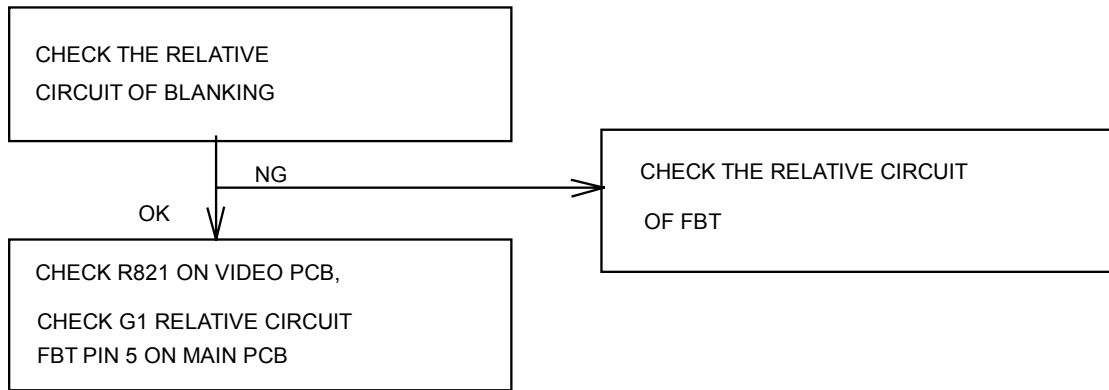 CHECK THE RELATIVE
CIRCUIT OF BLANKING
NG
CHECK THE RELATIVE CIRCUIT
OF FBT
OK
CHECK R821 ON VIDEO PCB,
CHECK G1 RELATIVE CIRCUIT
FBT PIN 5 ON MAIN PCB